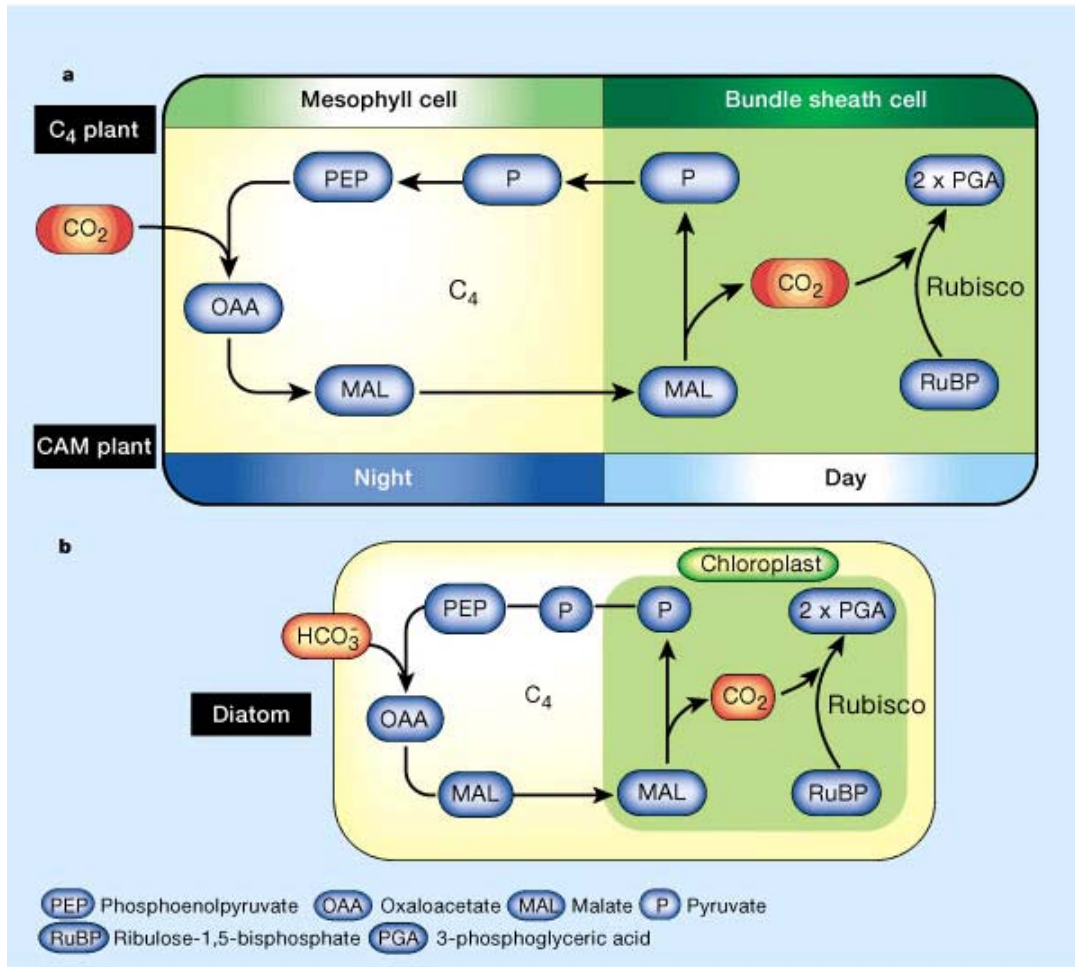 a
Mesophyll cell Bundle sheath cell
C₄ plant
PEP P P 2 x PGA
CO₂
CO₂
OAA C₄ Rubisco
MAL MAL RuBP
CAM plant
Night Day
b
Chloroplast
PEP P P 2 x PGA
HCO₃⁻
CO₂
C₄ Rubisco
Diatom OAA
MAL MAL RuBP
PEP Phosphoenolpyruvate OAA Oxaloacetate MAL Malate P Pyruvate
RuBP Ribulose-1,5-bisphosphate PGA 3-phosphoglyceric acid